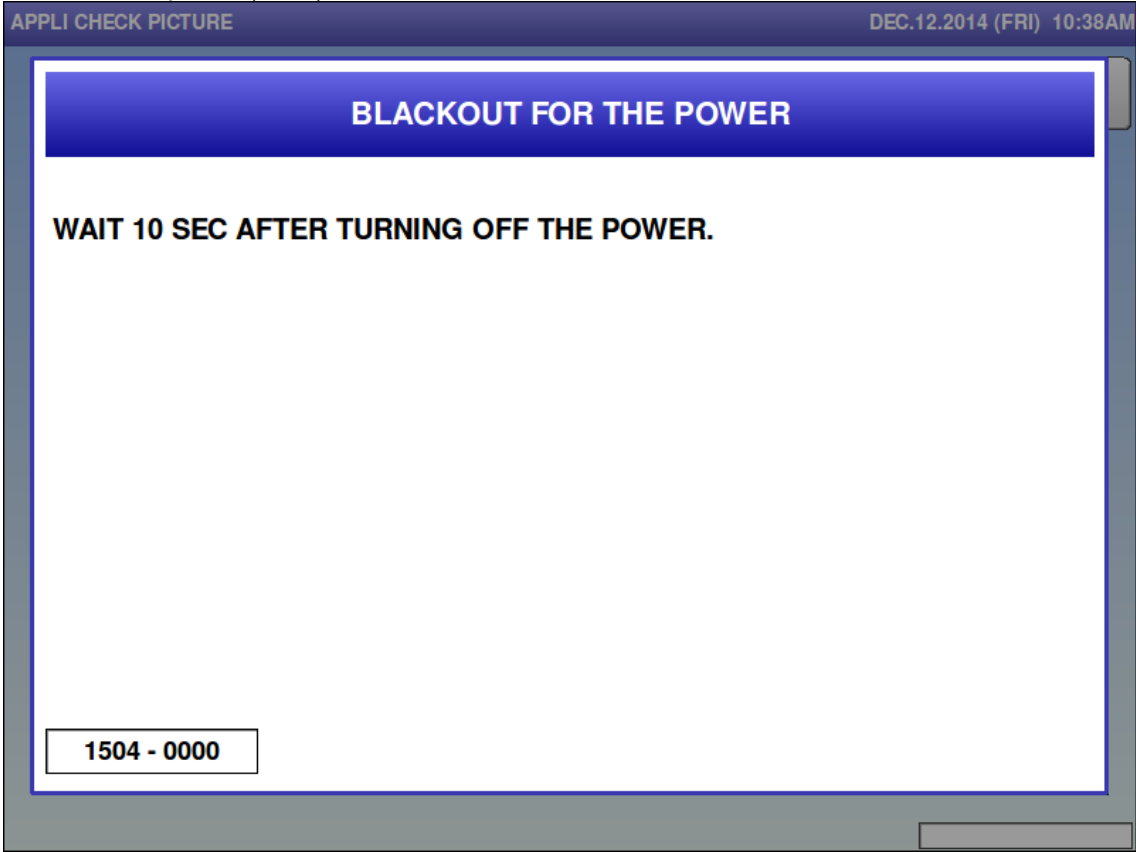 APPLI CHECK PICTURE
DEC.12.2014 (FRI) 10:38AM
BLACKOUT FOR THE POWER
WAIT 10 SEC AFTER TURNING OFF THE POWER.
1504 - 0000